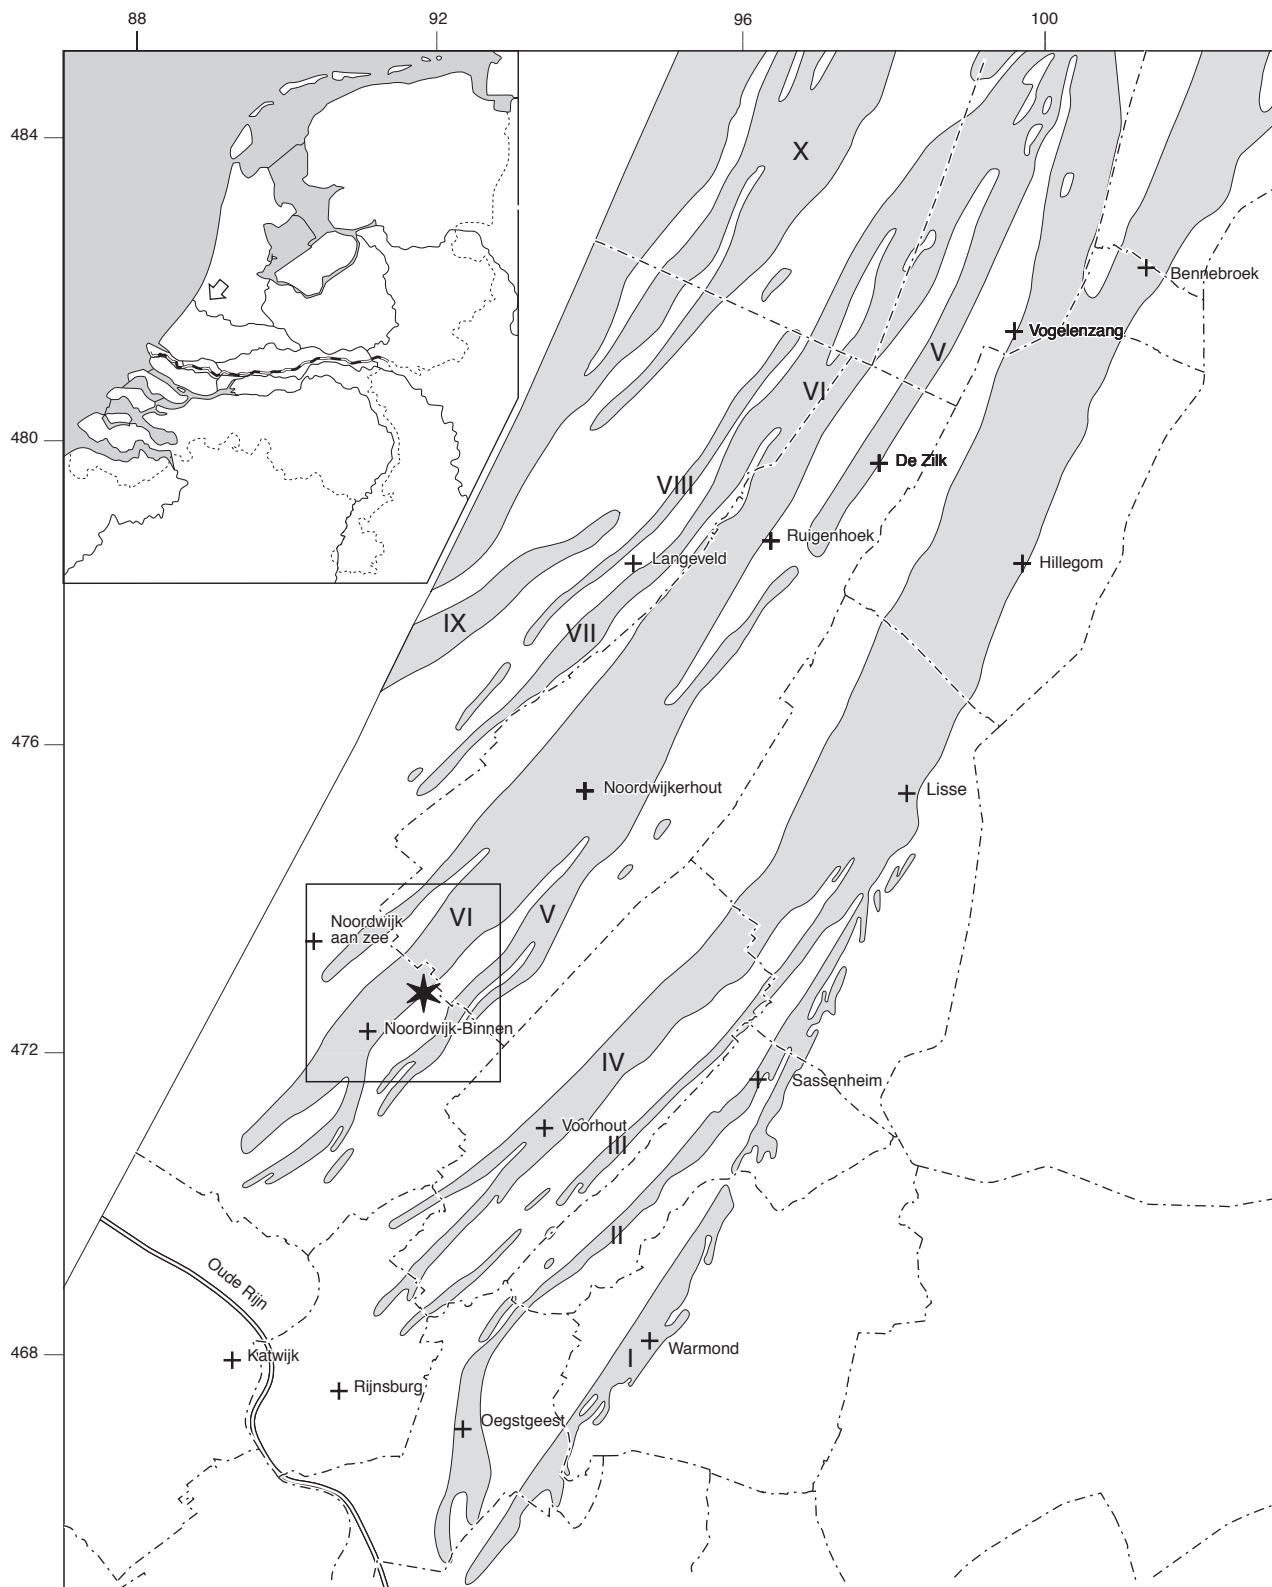 88
92
96
100
484
X
Bennebroek
Vogelenzang
V
VI
480
De Zilk
VIII
Ruigenhoek
Langeveld
Hillegom
IX
VII
476
Noordwijkerhout
Lisse
VI
V
Noordwijk
aan zee
Noordwijk-Binnen
472
IV
Sassenheim
Voorhout
III
II
Oude Rijn
468
Katwijk
Warmond
I
Rijnsburg
Oegstgeest